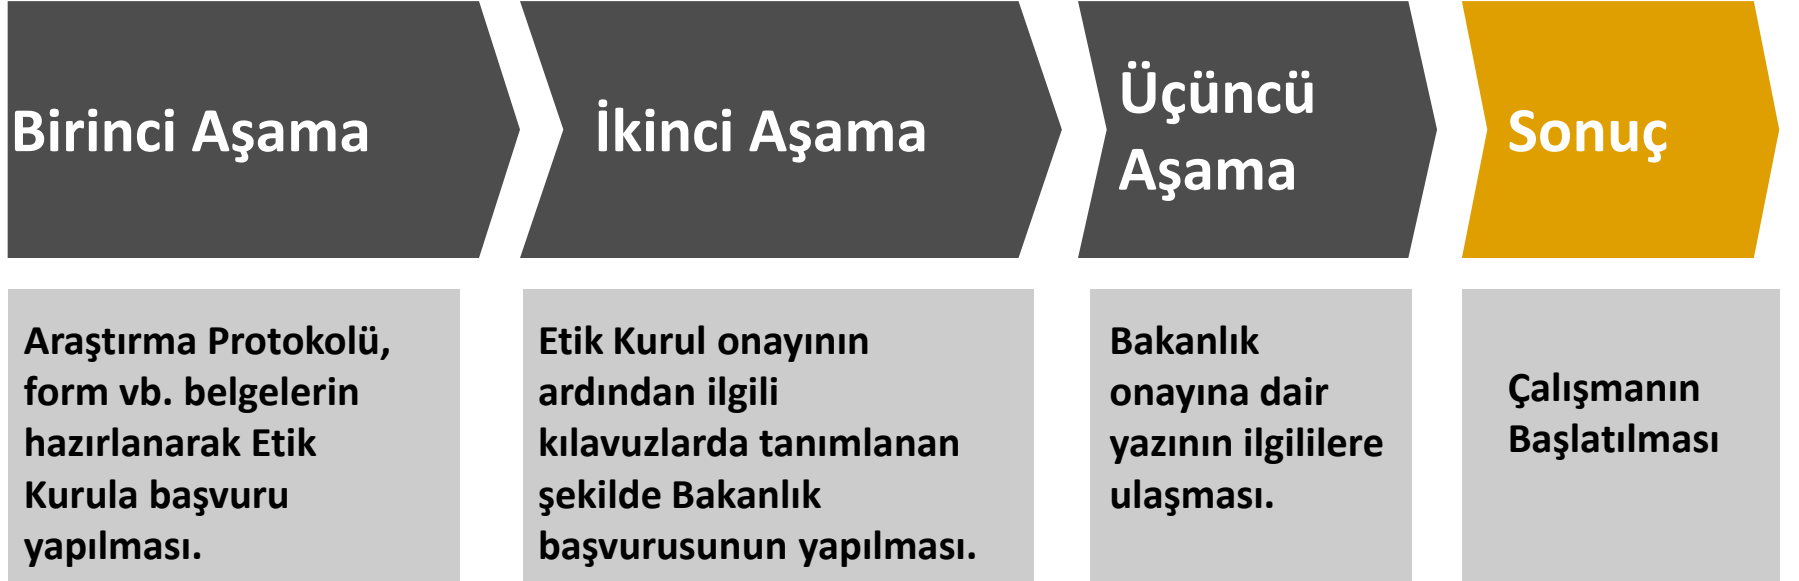 Birinci Aşama
İkinci Aşama
Üçüncü
Aşama
Sonuç
Araştırma Protokolü,
form vb. belgelerin
hazırlanarak Etik
Kurula başvuru
yapılması.
Etik Kurul onayının
ardından ilgili
kılavuzlarda tanımlanan
şekilde Bakanlık
başvurusunun yapılması.
Bakanlık
onayına dair
yazının ilgililere
ulaşması.
Çalışmanın
Başlatılması